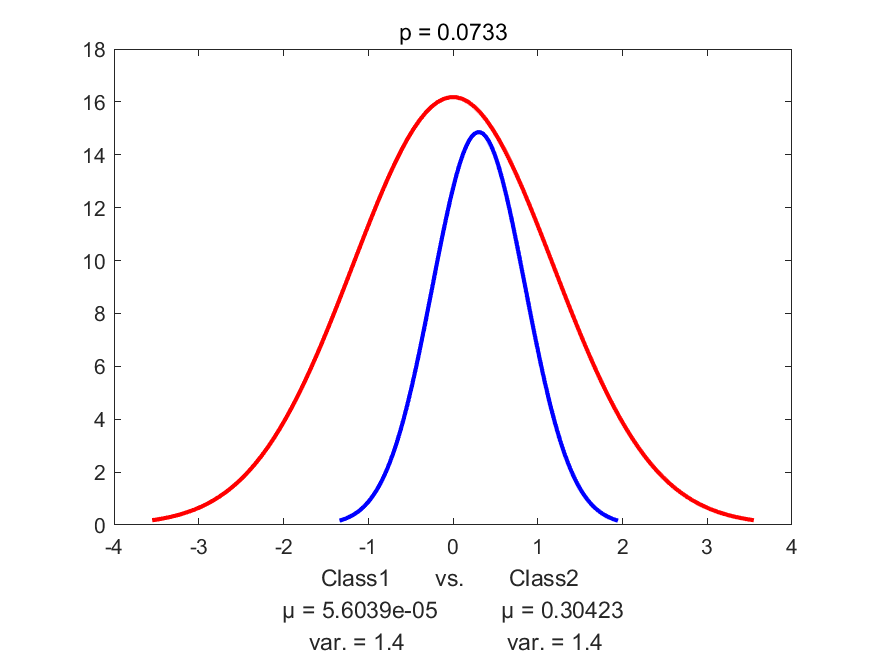 p = 0.0733
18
16
14
12
10
8
6
4
2
0
-4 -3 -2 -1 0 1 2 3 4
Class1 vs. Class2
μ = 5.6039e-05 μ = 0.30423
var. = 1.4 var. = 1.4